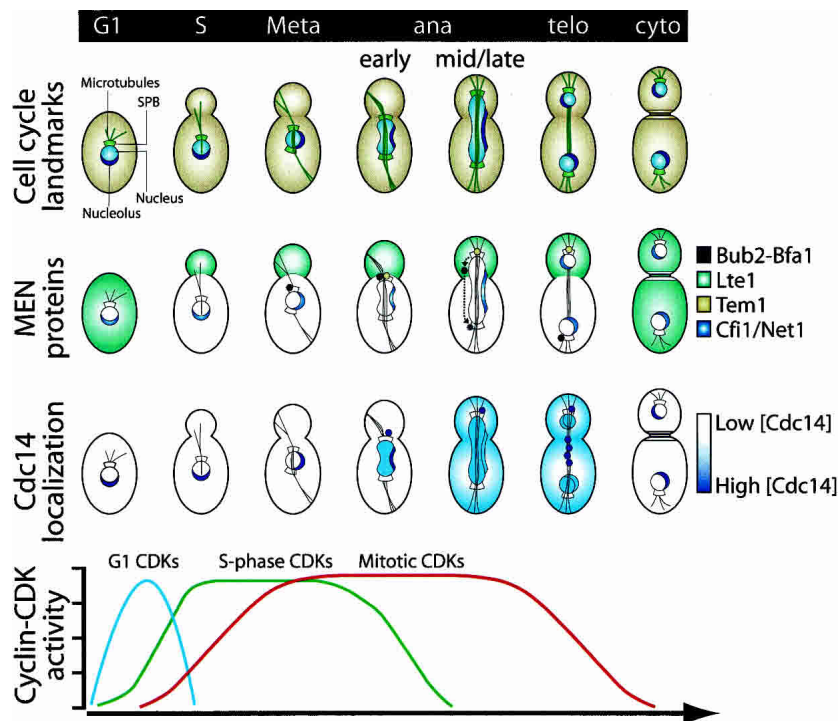 G1 S Meta ana telo cyto
early mid/late
Cell cycle
landmarks
Microtubules
SPB
Nucleus
Nucleolus
MEN
proteins
Bub2-Bfa1
Lte1
Tem1
Cfi1/Net1
Cdc14
localization
Low [Cdc14]
High [Cdc14]
Cyclin-CDK
activity
G1 CDKs S-phase CDKs Mitotic CDKs